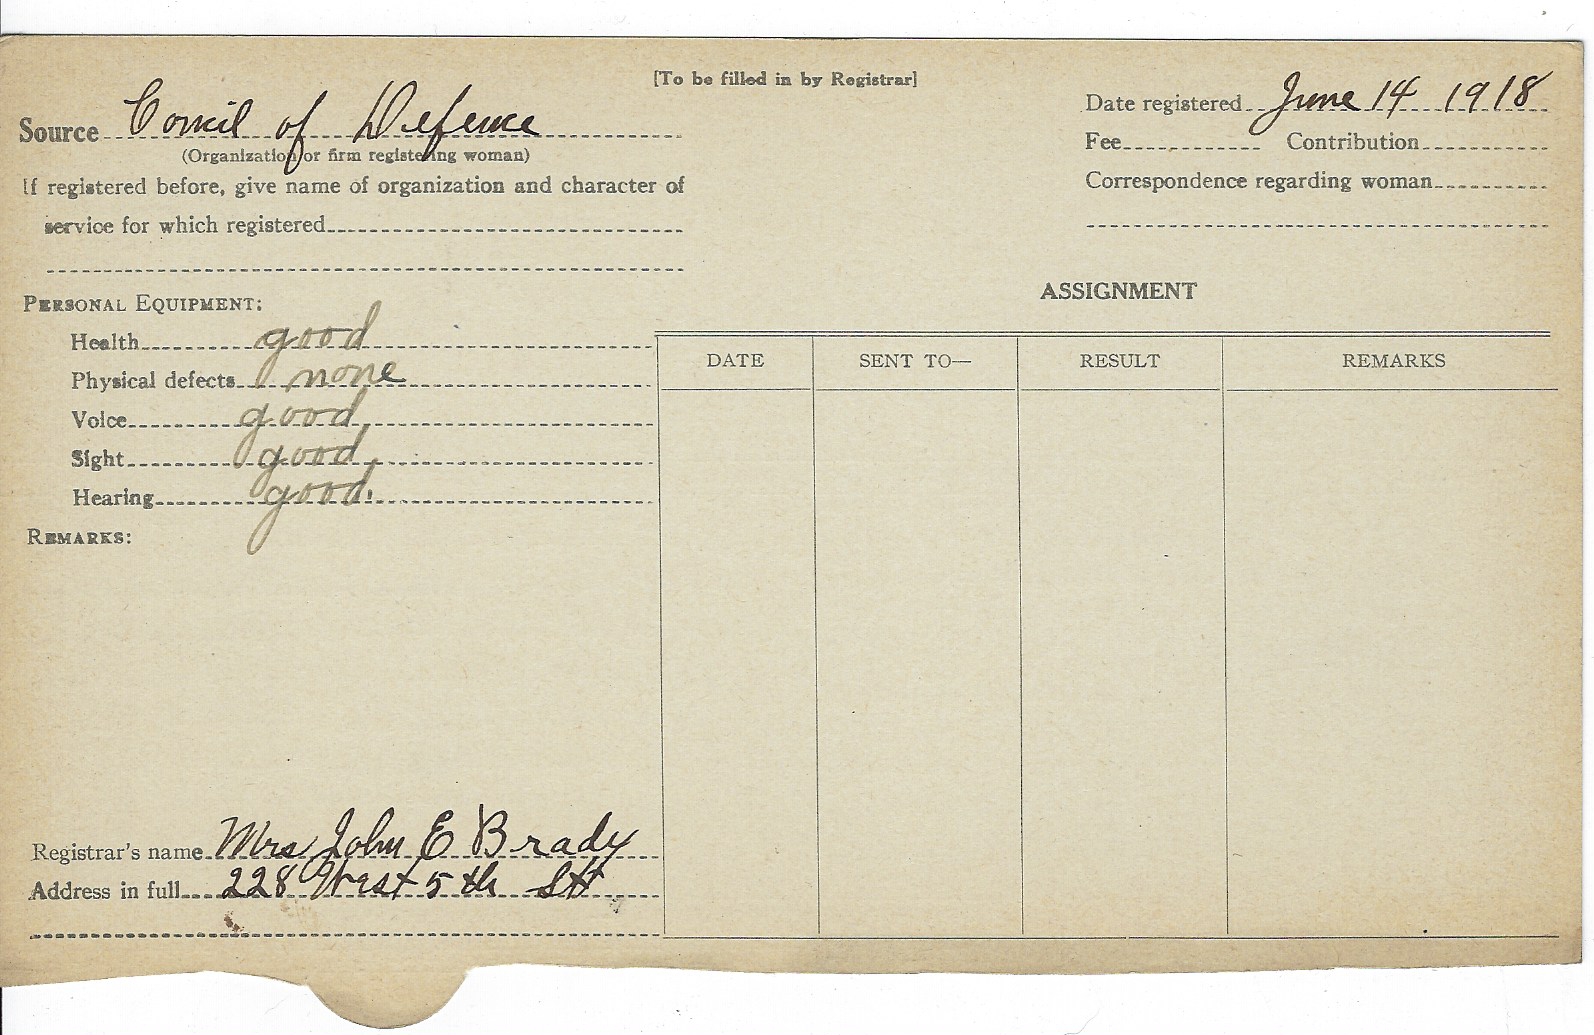 [To be filled in by Registrar]
Source Council of Defence
(Organization or firm registering woman)
If registered before, give name of organization and character of
service for which registered
Date registered June 14 1918
Fee Contribution
Correspondence regarding woman
PERSONAL EQUIPMENT:
Health good
Physical defects none
Voice good
Sight good
Hearing good.
REMARKS:
ASSIGNMENT
DATE SENT TO— RESULT REMARKS
Registrar's name Mrs John E Brady
Address in full 228 West 5th St